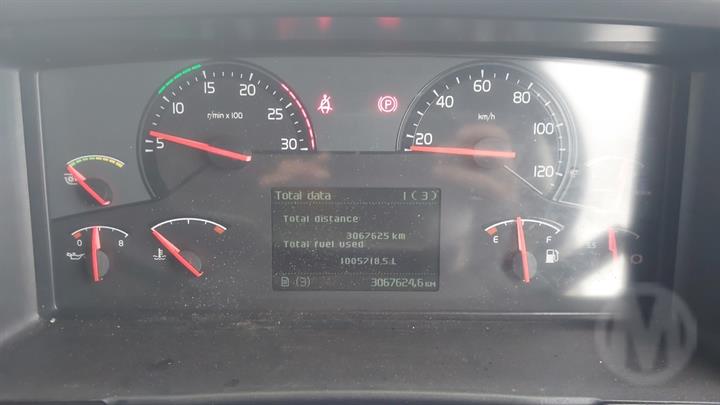 5 10 15 20 25 30
r/min x 100
20 40 60 80 100 120
km/h
P
0 8
E F
Total data 1(3)
Total distance
3067625 km
Total fuel used
1005718,5 L
(3) 3067624,6 KM
M